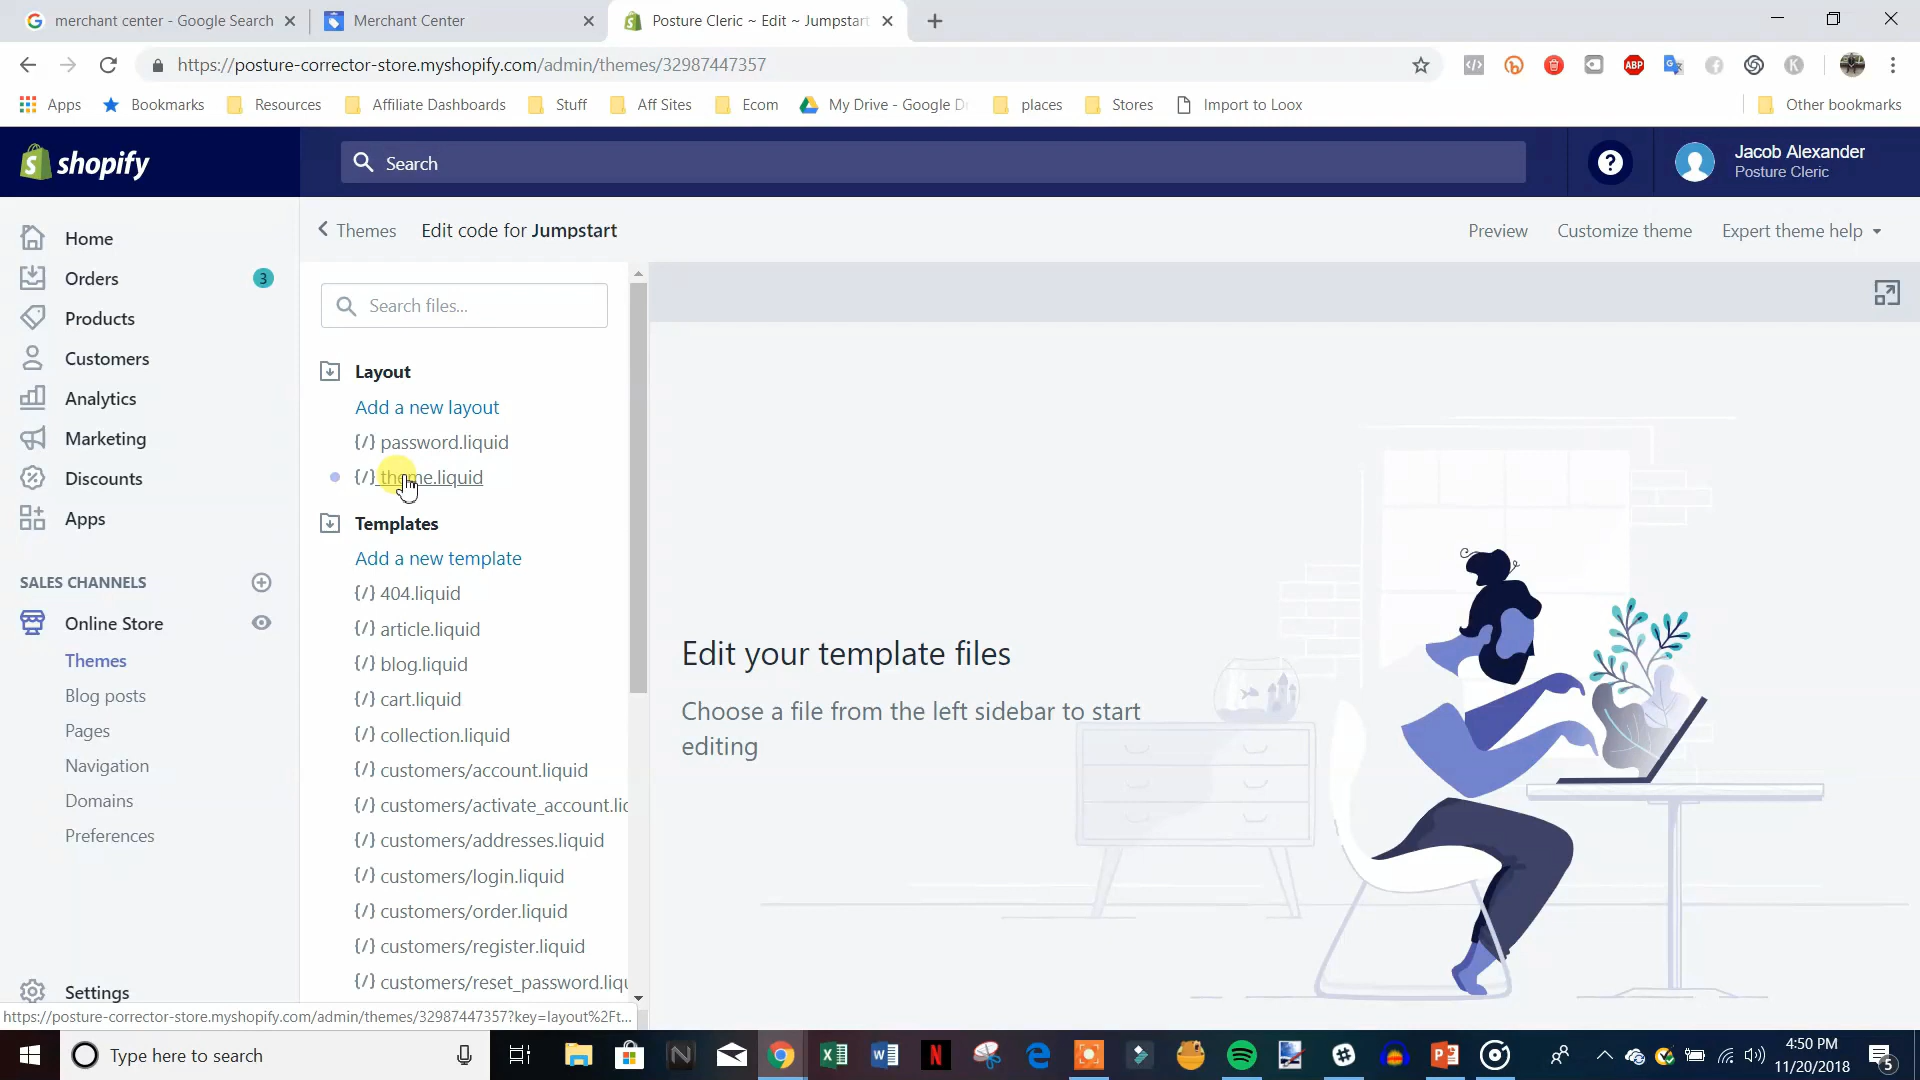 merchant center - Google Search
Merchant Center
Posture Cleric ~ Edit ~ Jumpstart
https://posture-corrector-store.myshopify.com/admin/themes/32987447357
ABP
Apps
Bookmarks
Resources
Affiliate Dashboards
Stuff
Aff Sites
Ecom
My Drive - Google D
places
Stores
Import to Loox
Other bookmarks
shopify
Search
Jacob Alexander
Posture Cleric
Home
Orders
3
Products
Customers
Analytics
Marketing
Discounts
Apps
SALES CHANNELS
Online Store
Themes
Blog posts
Pages
Navigation
Domains
Preferences
Settings
Themes
Edit code for Jumpstart
Preview
Customize theme
Expert theme help
Search files...
Layout
Add a new layout
{/} password.liquid
{/} theme.liquid
Templates
Add a new template
{/} 404.liquid
{/} article.liquid
{/} blog.liquid
{/} cart.liquid
{/} collection.liquid
{/} customers/account.liquid
{/} customers/activate_account.lic
{/} customers/addresses.liquid
{/} customers/login.liquid
{/} customers/order.liquid
{/} customers/register.liquid
{/} customers/reset_password.liqu
Edit your template files
Choose a file from the left sidebar to start
editing
https://posture-corrector-store.myshopify.com/admin/themes/32987447357?key=layout%2Ft...
Type here to search
4:50 PM
11/20/2018
5